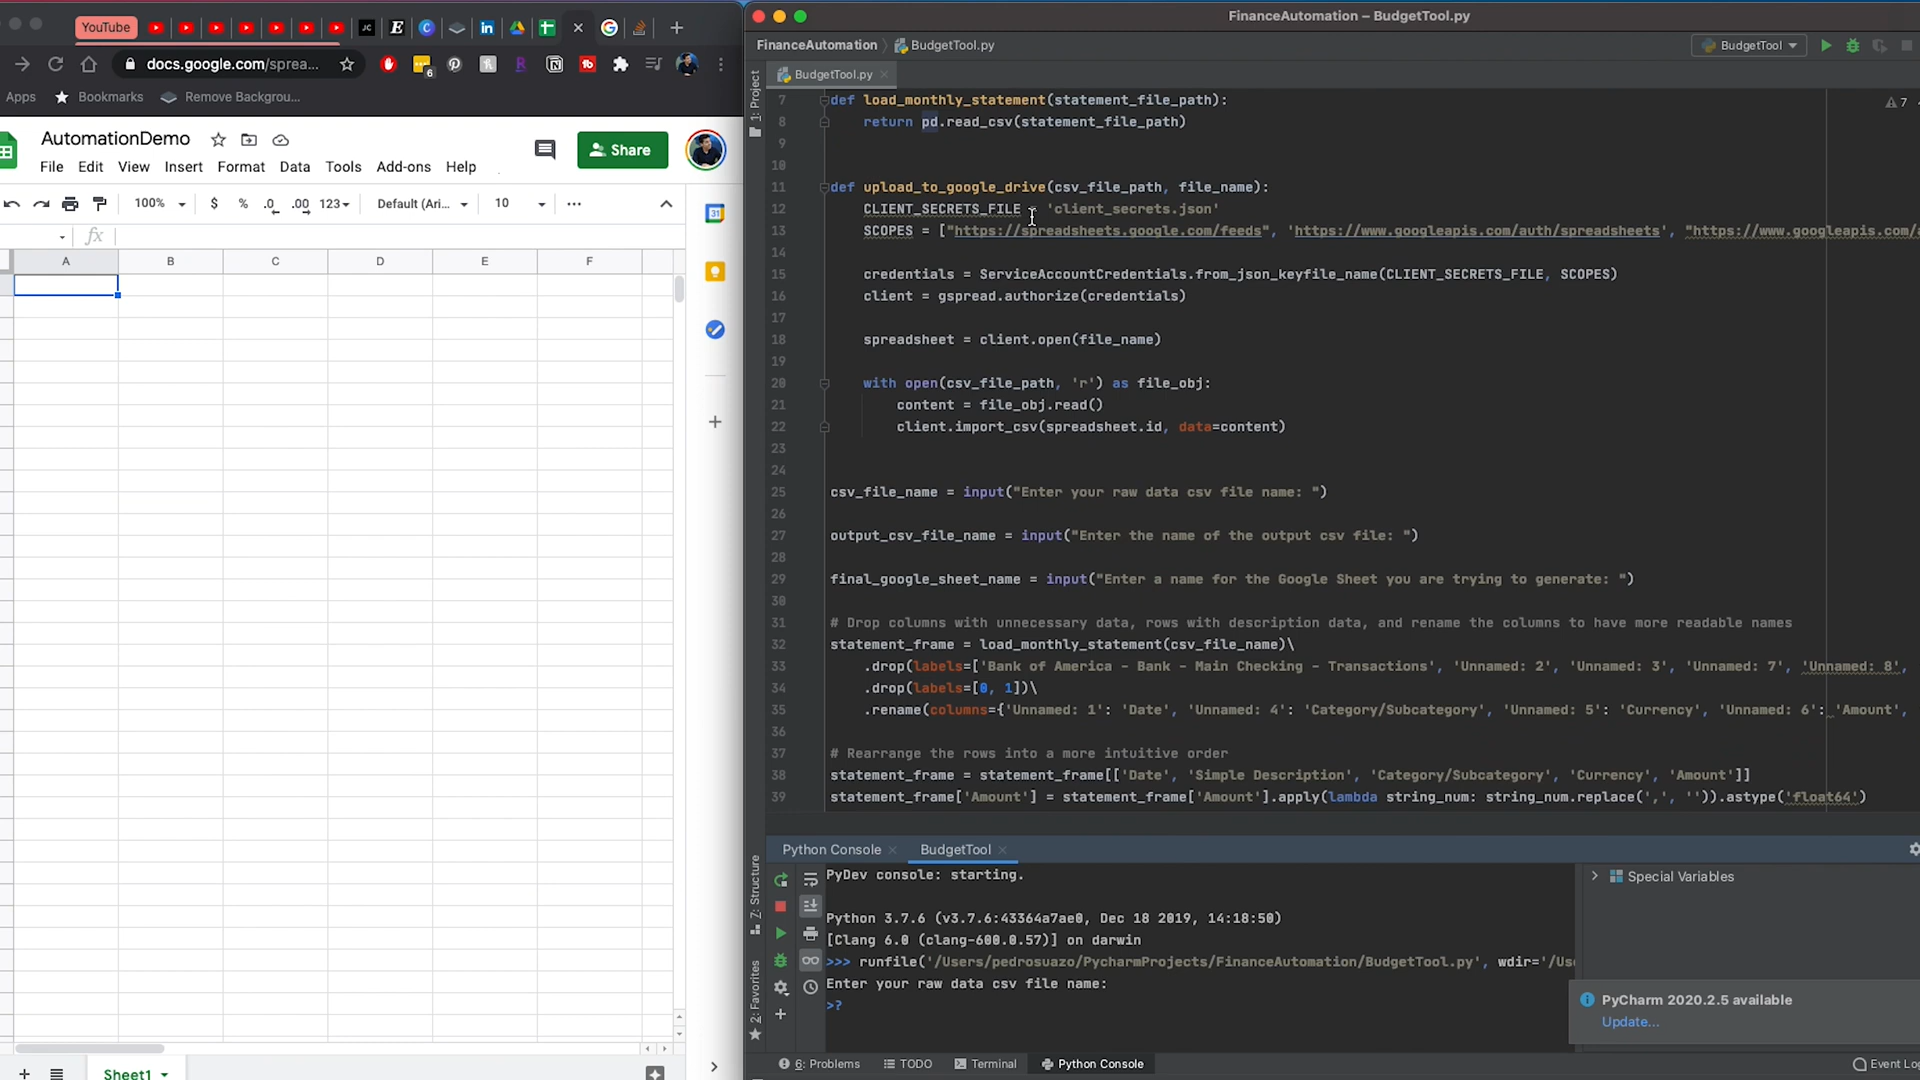 YouTube
JC
E
docs.google.com/sprea...
6
Apps
Bookmarks
Remove Backgrou...
AutomationDemo
Share
File Edit View Insert Format Data Tools Add-ons Help
100% $ % .0 .00 123 Default (Ari... 10
fx
31
A B C D E F
Sheet1
FinanceAutomation – BudgetTool.py
FinanceAutomation BudgetTool.py
BudgetTool
BudgetTool.py
1: Project
7
7 def load_monthly_statement(statement_file_path):
8 return pd.read_csv(statement_file_path)
9
10
11 def upload_to_google_drive(csv_file_path, file_name):
12 CLIENT_SECRETS_FILE = 'client_secrets.json'
13 SCOPES = ["https://spreadsheets.google.com/feeds", 'https://www.googleapis.com/auth/spreadsheets', "https://www.googleapis.com/a
14
15 credentials = ServiceAccountCredentials.from_json_keyfile_name(CLIENT_SECRETS_FILE, SCOPES)
16 client = gspread.authorize(credentials)
17
18 spreadsheet = client.open(file_name)
19
20 with open(csv_file_path, 'r') as file_obj:
21 content = file_obj.read()
22 client.import_csv(spreadsheet.id, data=content)
23
24
25 csv_file_name = input("Enter your raw data csv file name: ")
26
27 output_csv_file_name = input("Enter the name of the output csv file: ")
28
29 final_google_sheet_name = input("Enter a name for the Google Sheet you are trying to generate: ")
30
31 # Drop columns with unnecessary data, rows with description data, and rename the columns to have more readable names
32 statement_frame = load_monthly_statement(csv_file_name)\
33 .drop(labels=['Bank of America - Bank - Main Checking - Transactions', 'Unnamed: 2', 'Unnamed: 3', 'Unnamed: 7', 'Unnamed: 8',
34 .drop(labels=[0, 1])\
35 .rename(columns={'Unnamed: 1': 'Date', 'Unnamed: 4': 'Category/Subcategory', 'Unnamed: 5': 'Currency', 'Unnamed: 6': 'Amount',
36
37 # Rearrange the rows into a more intuitive order
38 statement_frame = statement_frame[['Date', 'Simple Description', 'Category/Subcategory', 'Currency', 'Amount']]
39 statement_frame['Amount'] = statement_frame['Amount'].apply(lambda string_num: string_num.replace(',', '')).astype('float64')
Python Console BudgetTool
PyDev console: starting.
Python 3.7.6 (v3.7.6:43364a7ae0, Dec 18 2019, 14:18:50)
[Clang 6.0 (clang-600.0.57)] on darwin
>>> runfile('/Users/pedrosuazo/PycharmProjects/FinanceAutomation/BudgetTool.py', wdir='/Use
Enter your raw data csv file name:
>?
Special Variables
PyCharm 2020.2.5 available
Update...
Z: Structure
2: Favorites
6: Problems TODO Terminal Python Console Event Log